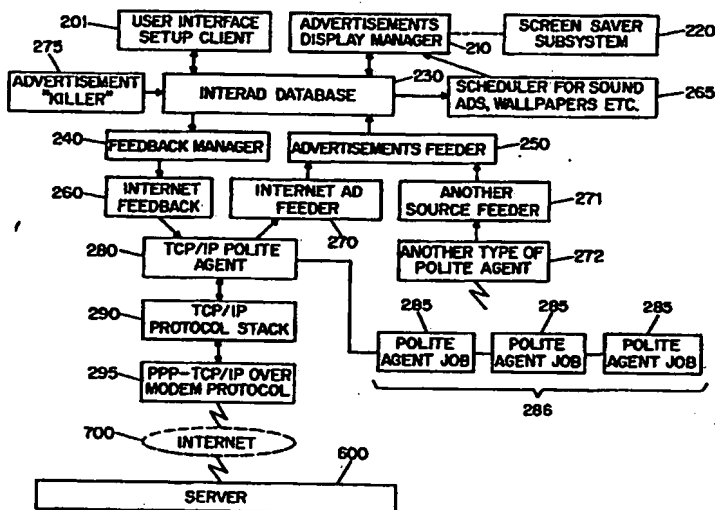 201
USER INTERFACE
SETUP CLIENT
ADVERTISEMENTS
DISPLAY MANAGER
210
SCREEN SAVER
SUBSYSTEM
220
275
ADVERTISEMENT
"KILLER"
230
INTERAD DATABASE
SCHEDULER FOR SOUND
ADS, WALLPAPERS ETC.
265
240
FEEDBACK MANAGER
ADVERTISEMENTS FEEDER
250
260
INTERNET
FEEDBACK
INTERNET AD
FEEDER
270
ANOTHER
SOURCE FEEDER
271
280
TCP/IP POLITE
AGENT
ANOTHER TYPE OF
POLITE AGENT
272
290
TCP/IP
PROTOCOL STACK
285
285
285
POLITE
AGENT JOB
POLITE
AGENT JOB
POLITE
AGENT JOB
286
295
PPP-TCP/IP OVER
MODEM PROTOCOL
700
INTERNET
600
SERVER